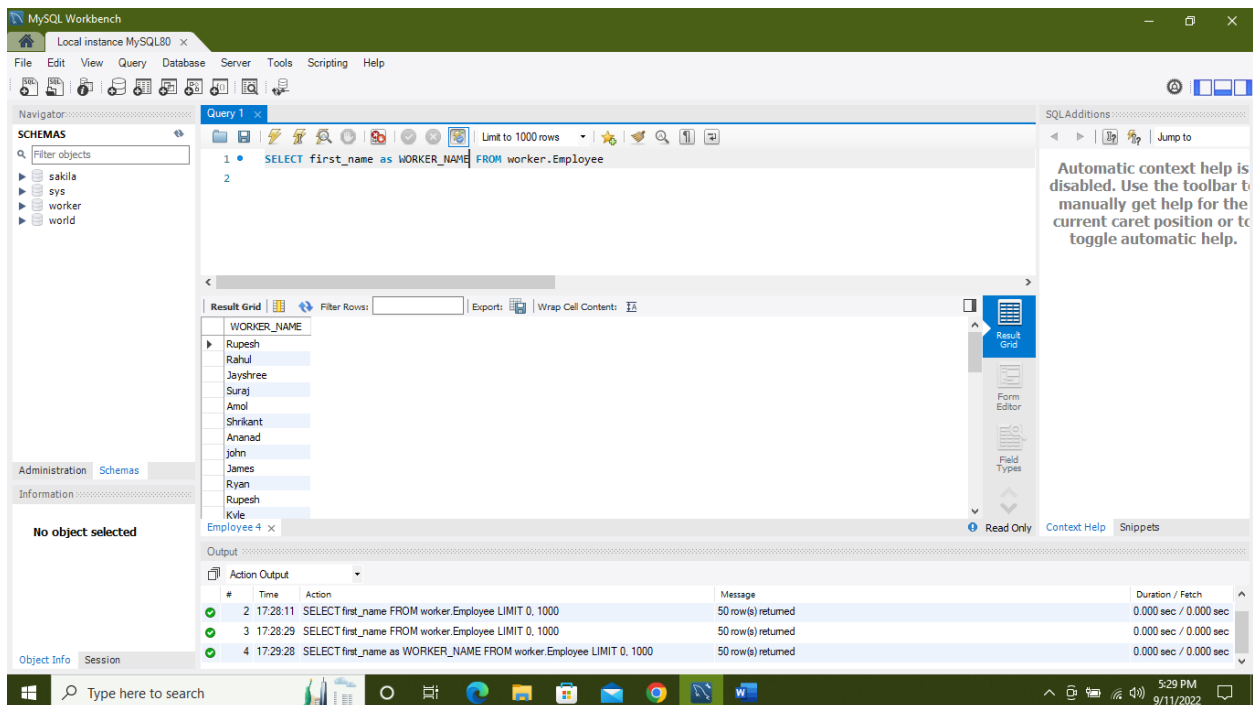 MySQL Workbench
Local instance MySQL80
File Edit View Query Database Server Tools Scripting Help
Navigator
SCHEMAS
Filter objects
sakila
sys
worker
world
Administration Schemas
Information
No object selected
Object Info Session
Query 1
Limit to 1000 rows
1 SELECT first_name as WORKER_NAME FROM worker.Employee
2
Result Grid Filter Rows: Export: Wrap Cell Content:
WORKER_NAME
Rupesh
Rahul
Jayshree
Suraj
Amol
Shrikant
Ananad
john
James
Ryan
Rupesh
Kyle
Result
Grid
Form
Editor
Field
Types
Employee 4
Read Only
SQLAdditions
Jump to
Automatic context help is
disabled. Use the toolbar to
manually get help for the
current caret position or to
toggle automatic help.
Context Help Snippets
Output
Action Output
# Time Action Message Duration / Fetch
2 17:28:11 SELECT first_name FROM worker.Employee LIMIT 0, 1000 50 row(s) returned 0.000 sec / 0.000 sec
3 17:28:29 SELECT first_name FROM worker.Employee LIMIT 0, 1000 50 row(s) returned 0.000 sec / 0.000 sec
4 17:29:28 SELECT first_name as WORKER_NAME FROM worker.Employee LIMIT 0, 1000 50 row(s) returned 0.000 sec / 0.000 sec
Type here to search
5:29 PM
9/11/2022